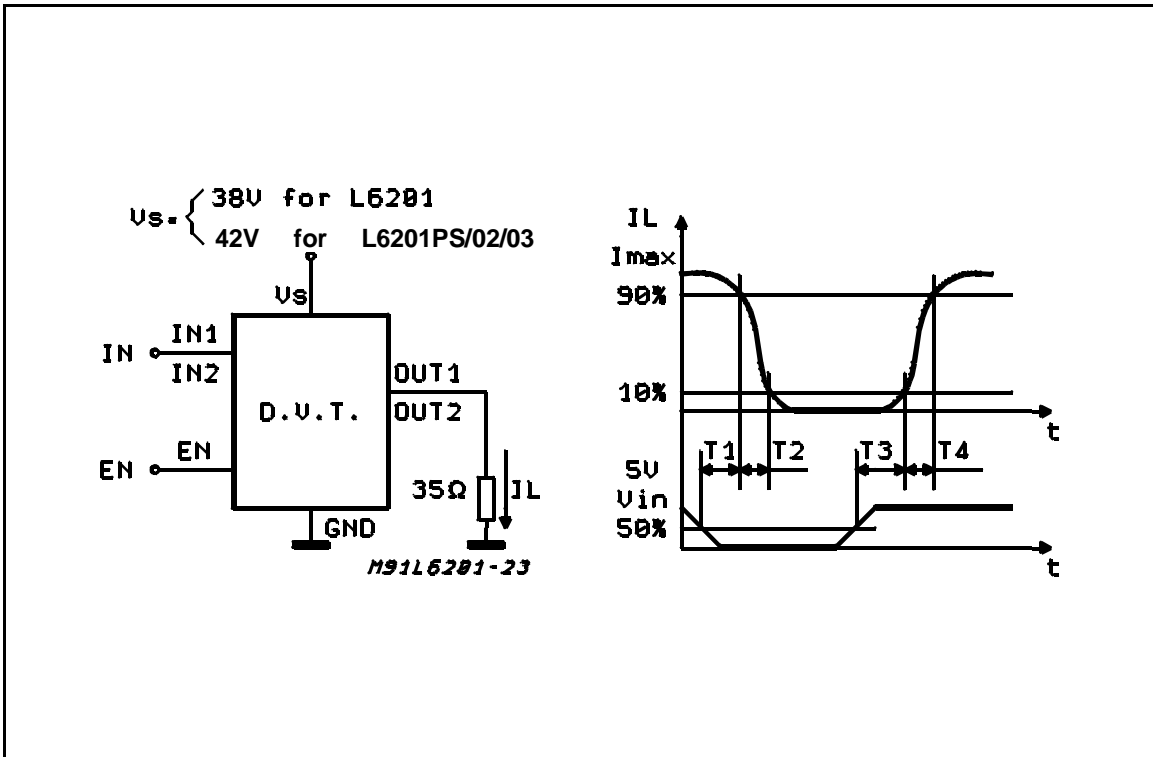 Vs= 38V for L6201
42V for L6201PS/02/03
Vs
IN1
IN
IN2
D.U.T.
OUT1
OUT2
EN
EN
35Ω
IL
GND
M91L6201-23
IL
Imax
90%
10%
t
T1
T2
T3
T4
5V
Vin
50%
t